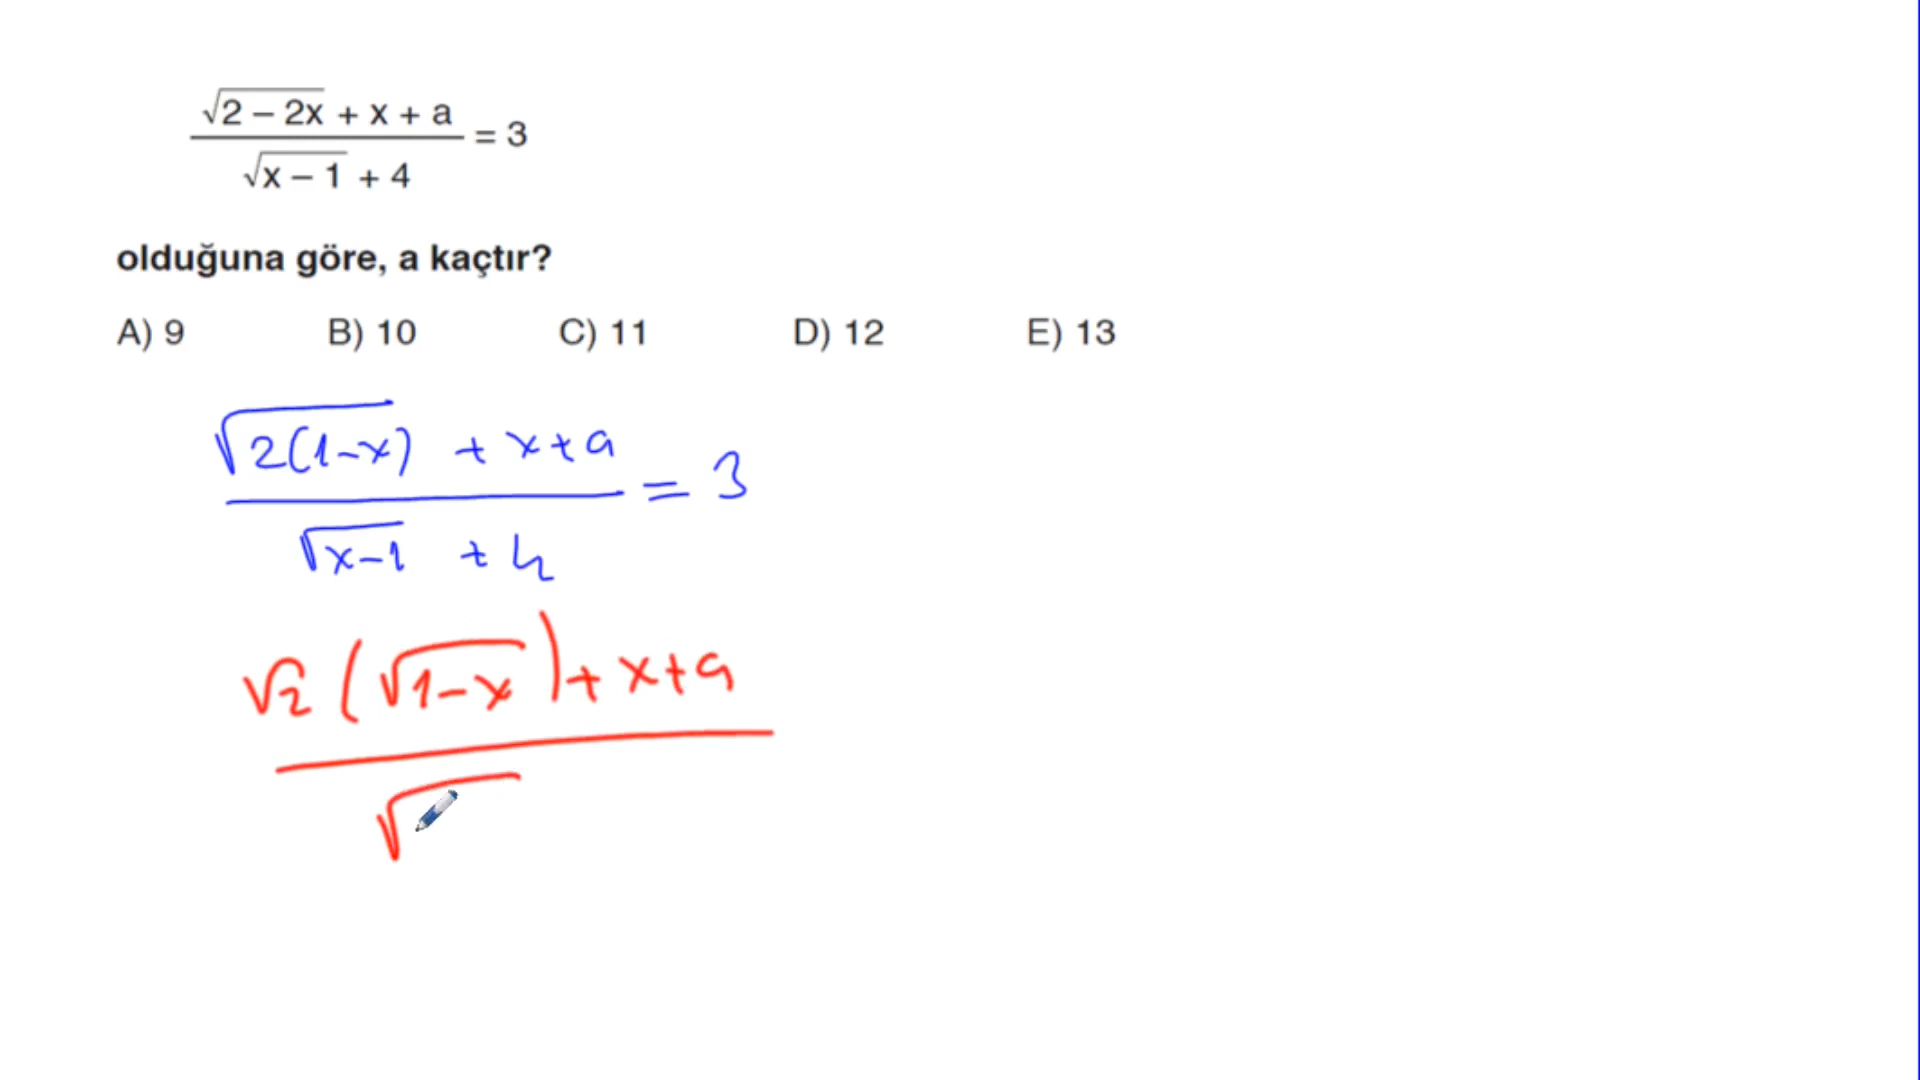 √2 – 2x + x + a
= 3
√x – 1 + 4
olduğuna göre, a kaçtır?
A) 9 B) 10 C) 11 D) 12 E) 13
√2(1-x) + x+a
= 3
√x-1 + 4
√2 (√1-x) + x+a
√